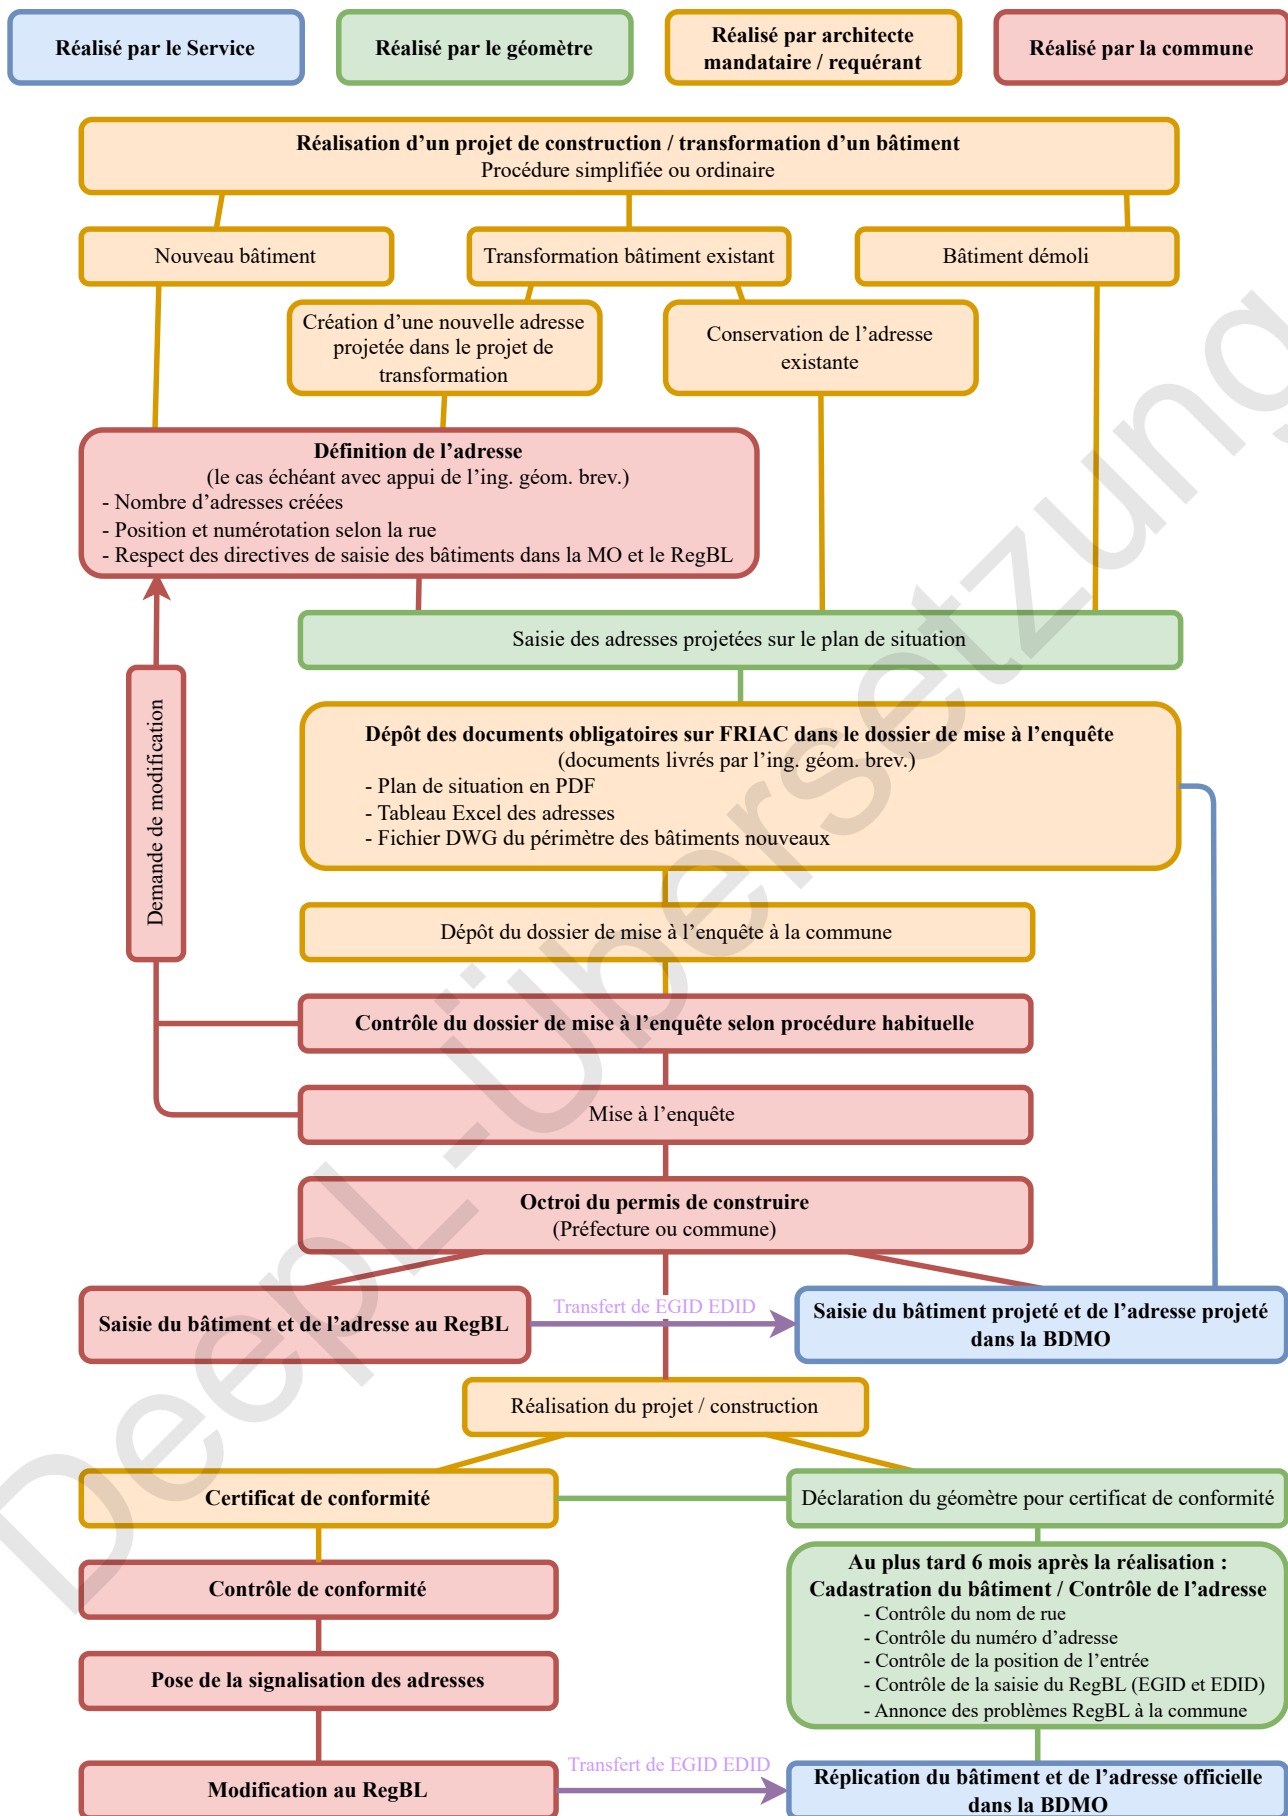 Réalisé par le Service
Réalisé par le géomètre
Réalisé par architecte
mandataire / requérant
Réalisé par la commune
Réalisation d’un projet de construction / transformation d’un bâtiment
Procédure simplifiée ou ordinaire
Nouveau bâtiment
Transformation bâtiment existant
Bâtiment démoli
Création d’une nouvelle adresse
projetée dans le projet de
transformation
Conservation de l’adresse
existante
Définition de l’adresse
(le cas échéant avec appui de l’ing. géom. brev.)
- Nombre d’adresses créées
- Position et numérotation selon la rue
- Respect des directives de saisie des bâtiments dans la MO et le RegBL
Saisie des adresses projetées sur le plan de situation
Demande de modification
Dépôt des documents obligatoires sur FRIAC dans le dossier de mise à l’enquête
(documents livrés par l’ing. géom. brev.)
- Plan de situation en PDF
- Tableau Excel des adresses
- Fichier DWG du périmètre des bâtiments nouveaux
Dépôt du dossier de mise à l’enquête à la commune
Contrôle du dossier de mise à l’enquête selon procédure habituelle
Mise à l’enquête
Octroi du permis de construire
(Préfecture ou commune)
Saisie du bâtiment et de l’adresse au RegBL
Transfert de EGID EDID
Saisie du bâtiment projeté et de l’adresse projeté
dans la BDMO
Réalisation du projet / construction
Certificat de conformité
Déclaration du géomètre pour certificat de conformité
Contrôle de conformité
Au plus tard 6 mois après la réalisation :
Cadastration du bâtiment / Contrôle de l’adresse
- Contrôle du nom de rue
- Contrôle du numéro d’adresse
- Contrôle de la position de l’entrée
- Contrôle de la saisie du RegBL (EGID et EDID)
- Annonce des problèmes RegBL à la commune
Pose de la signalisation des adresses
Modification au RegBL
Transfert de EGID EDID
Réplication du bâtiment et de l’adresse officielle
dans la BDMO
DeepL-Übersetzung